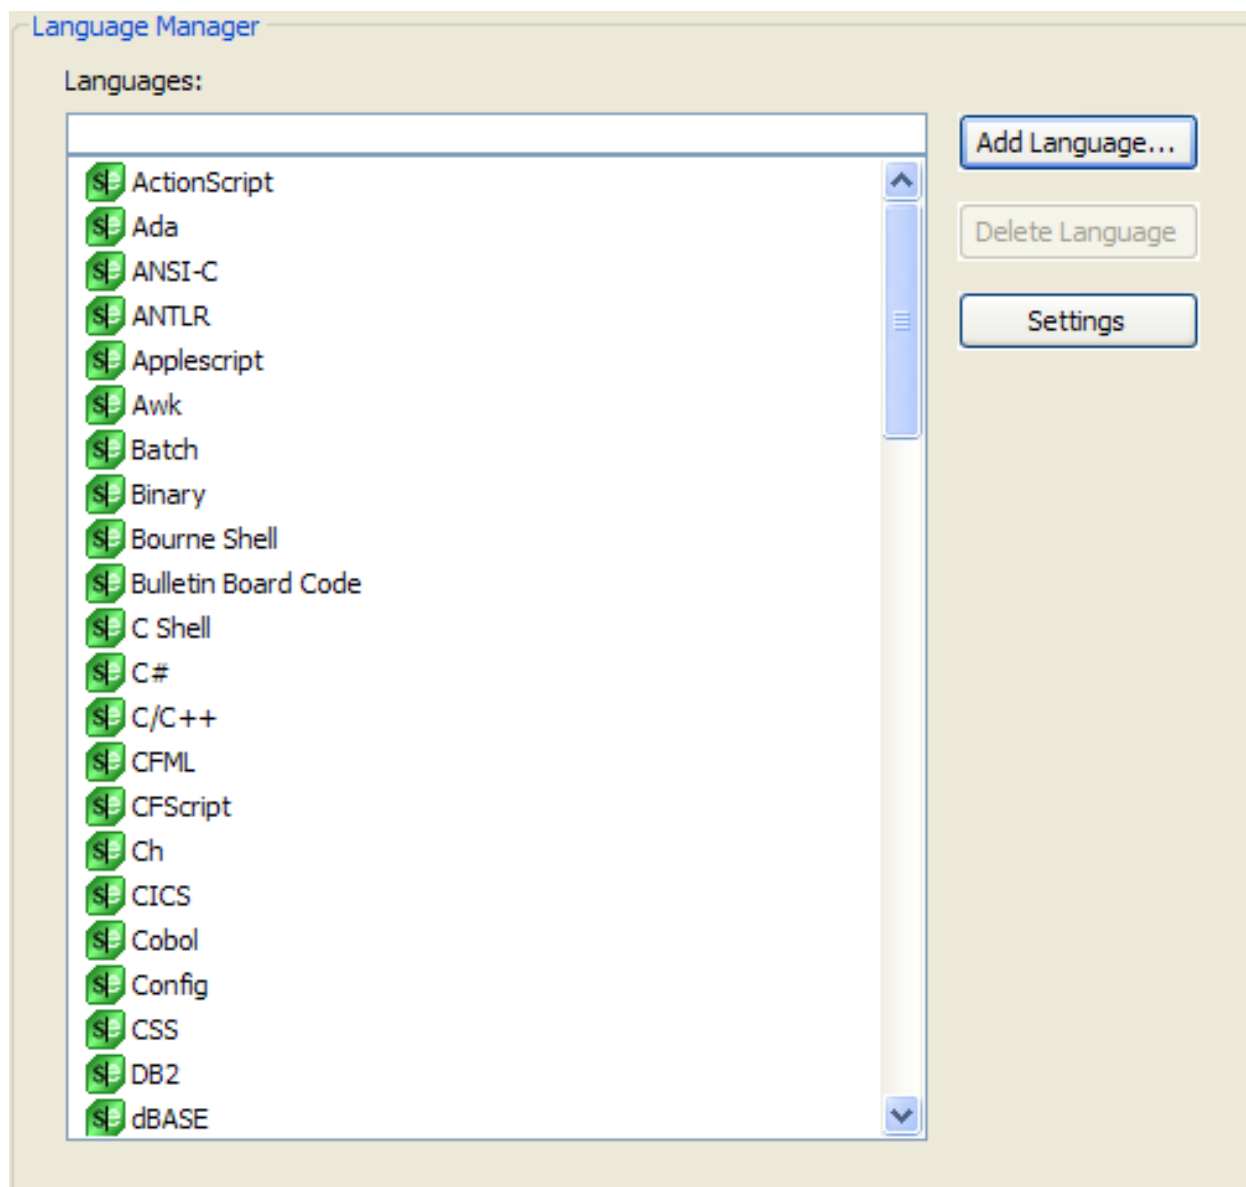 Language Manager
Languages:
Add Language...
Delete Language
Settings
ActionScript
Ada
ANSI-C
ANTLR
Applescript
Awk
Batch
Binary
Bourne Shell
Bulletin Board Code
C Shell
C#
C/C++
CFML
CFScript
Ch
CICS
Cobol
Config
CSS
DB2
dBASE